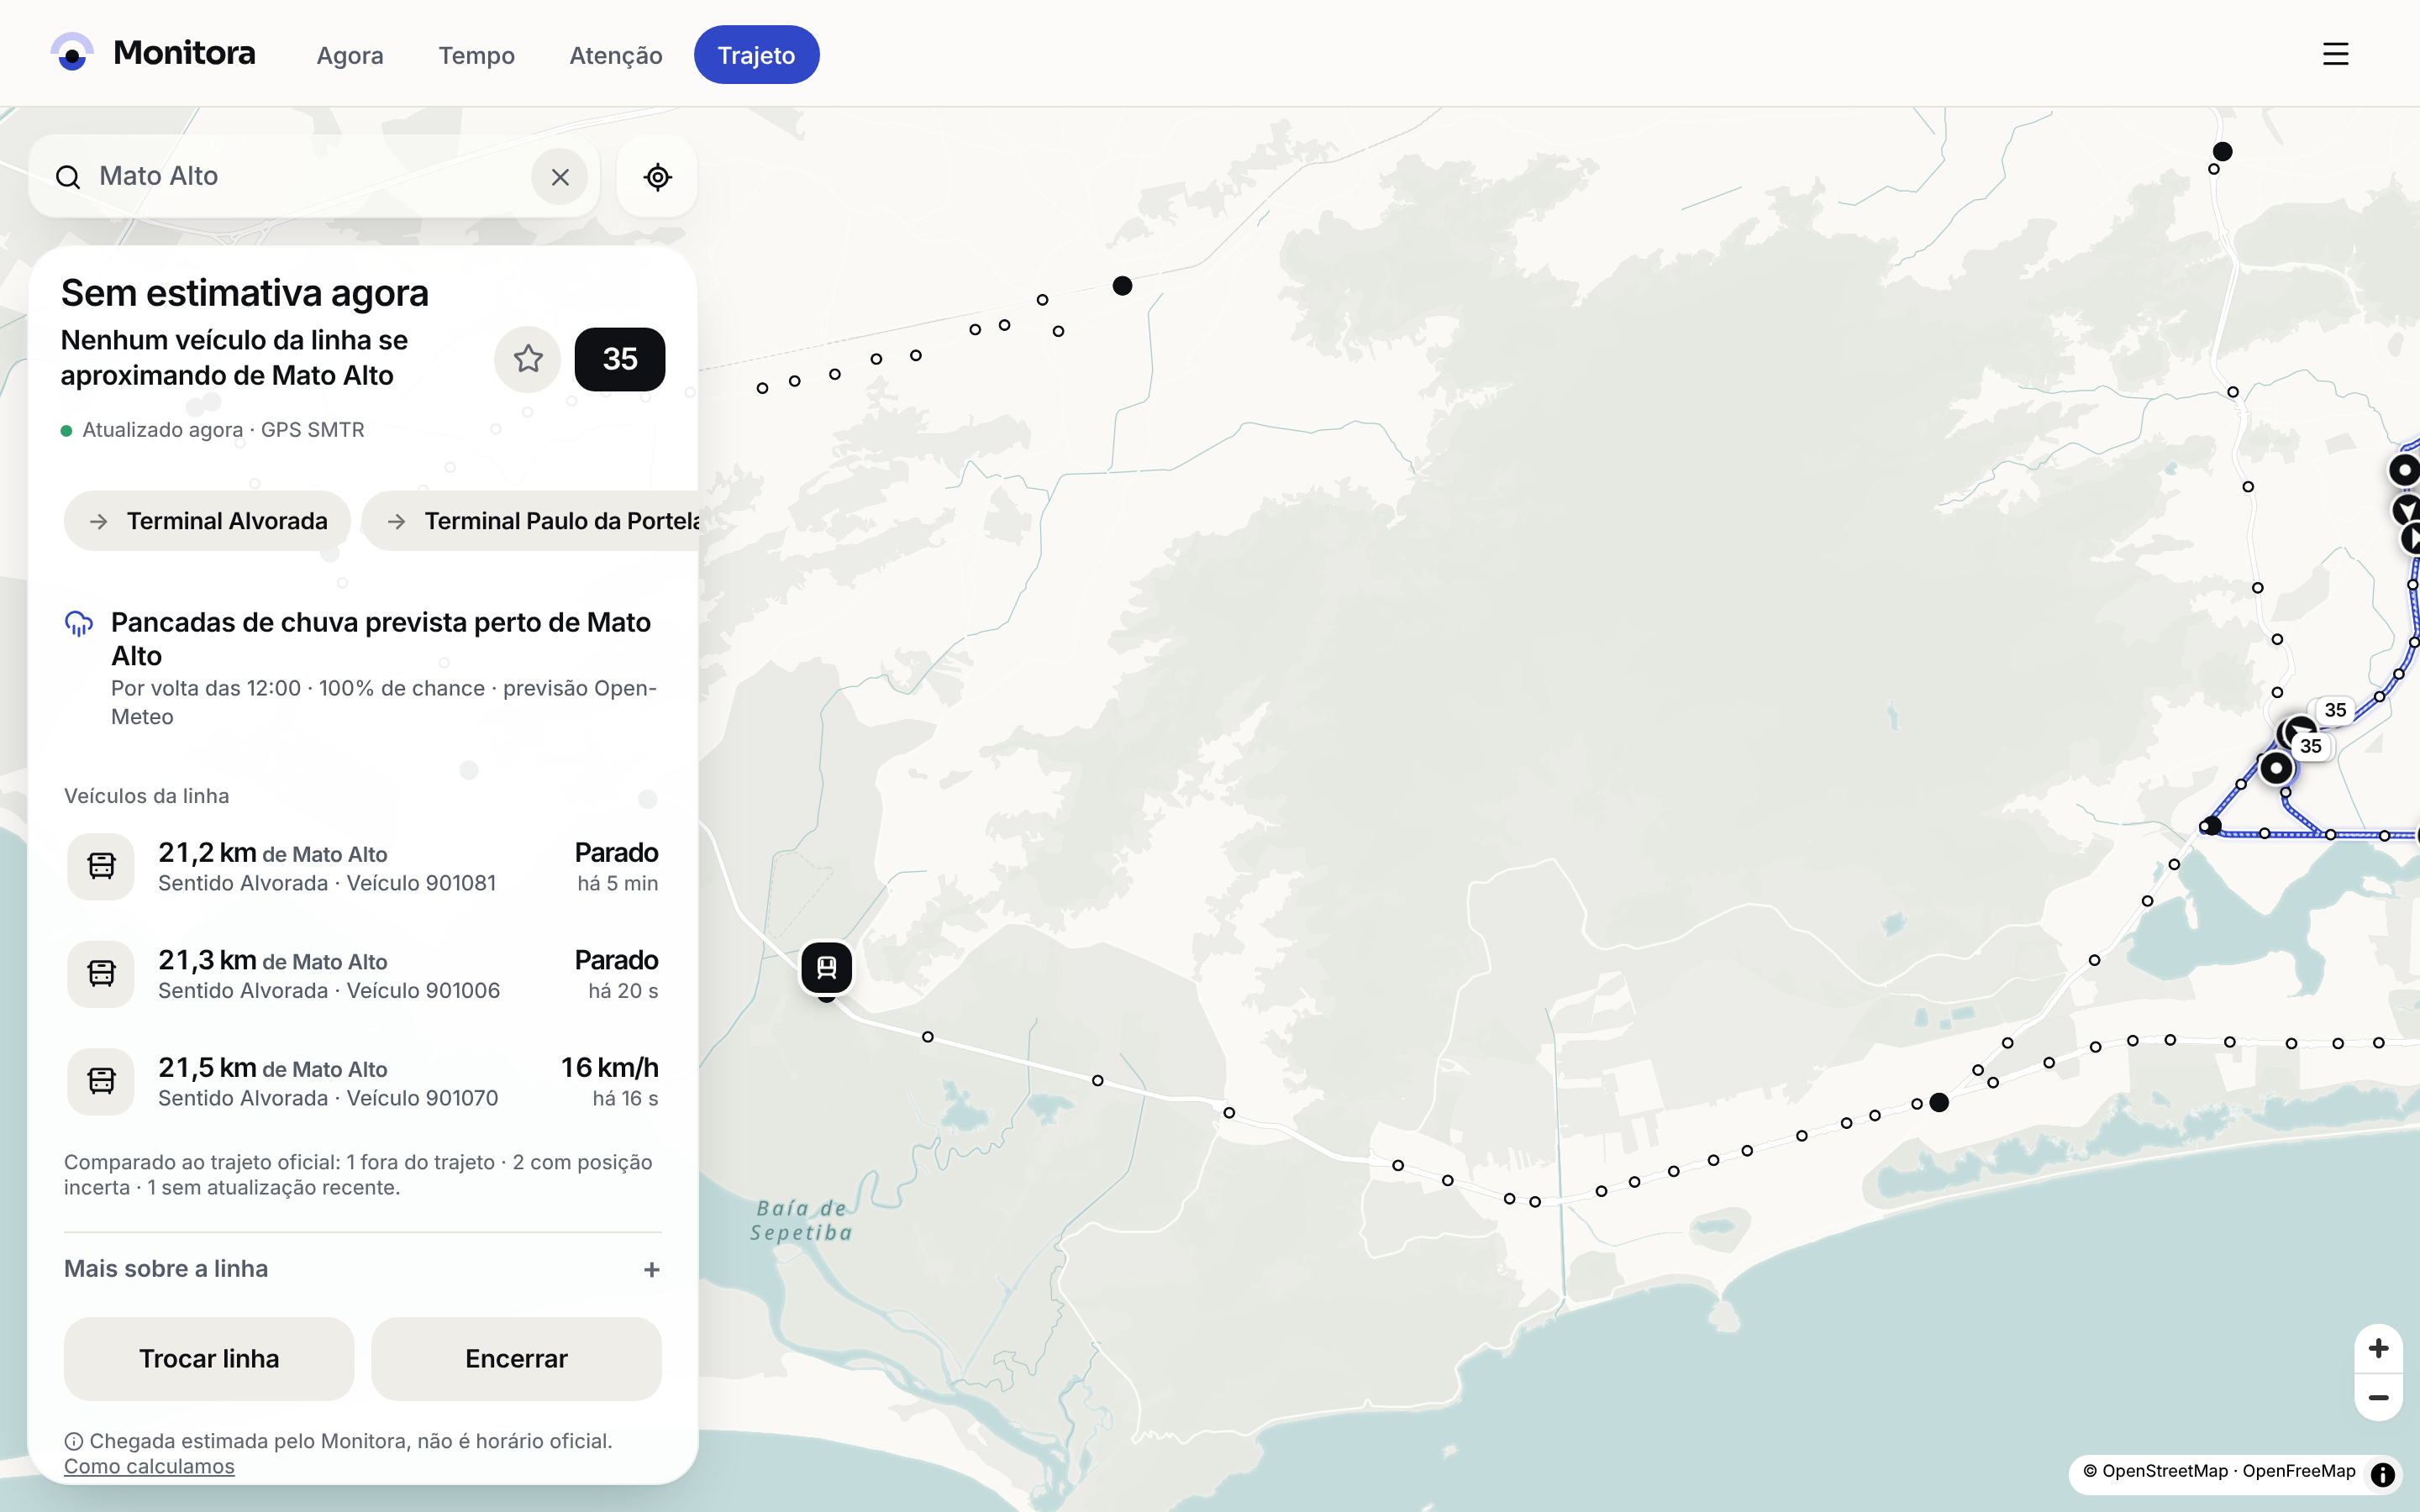 Monitora
Agora
Tempo
Atenção
Trajeto
Mato Alto
Sem estimativa agora
Nenhum veículo da linha se
aproximando de Mato Alto
35
Atualizado agora · GPS SMTR
Terminal Alvorada
Terminal Paulo da Portela
Pancadas de chuva prevista perto de Mato
Alto
Por volta das 12:00 · 100% de chance · previsão Open-
Meteo
Veículos da linha
21,2 km de Mato Alto
Parado
Sentido Alvorada · Veículo 901081
há 5 min
21,3 km de Mato Alto
Parado
Sentido Alvorada · Veículo 901006
há 20 s
21,5 km de Mato Alto
16 km/h
Sentido Alvorada · Veículo 901070
há 16 s
Comparado ao trajeto oficial: 1 fora do trajeto · 2 com posição
incerta · 1 sem atualização recente.
Mais sobre a linha
+
Trocar linha
Encerrar
Chegada estimada pelo Monitora, não é horário oficial.
Como calculamos
Baía de
Sepetiba
35
35
© OpenStreetMap · OpenFreeMap